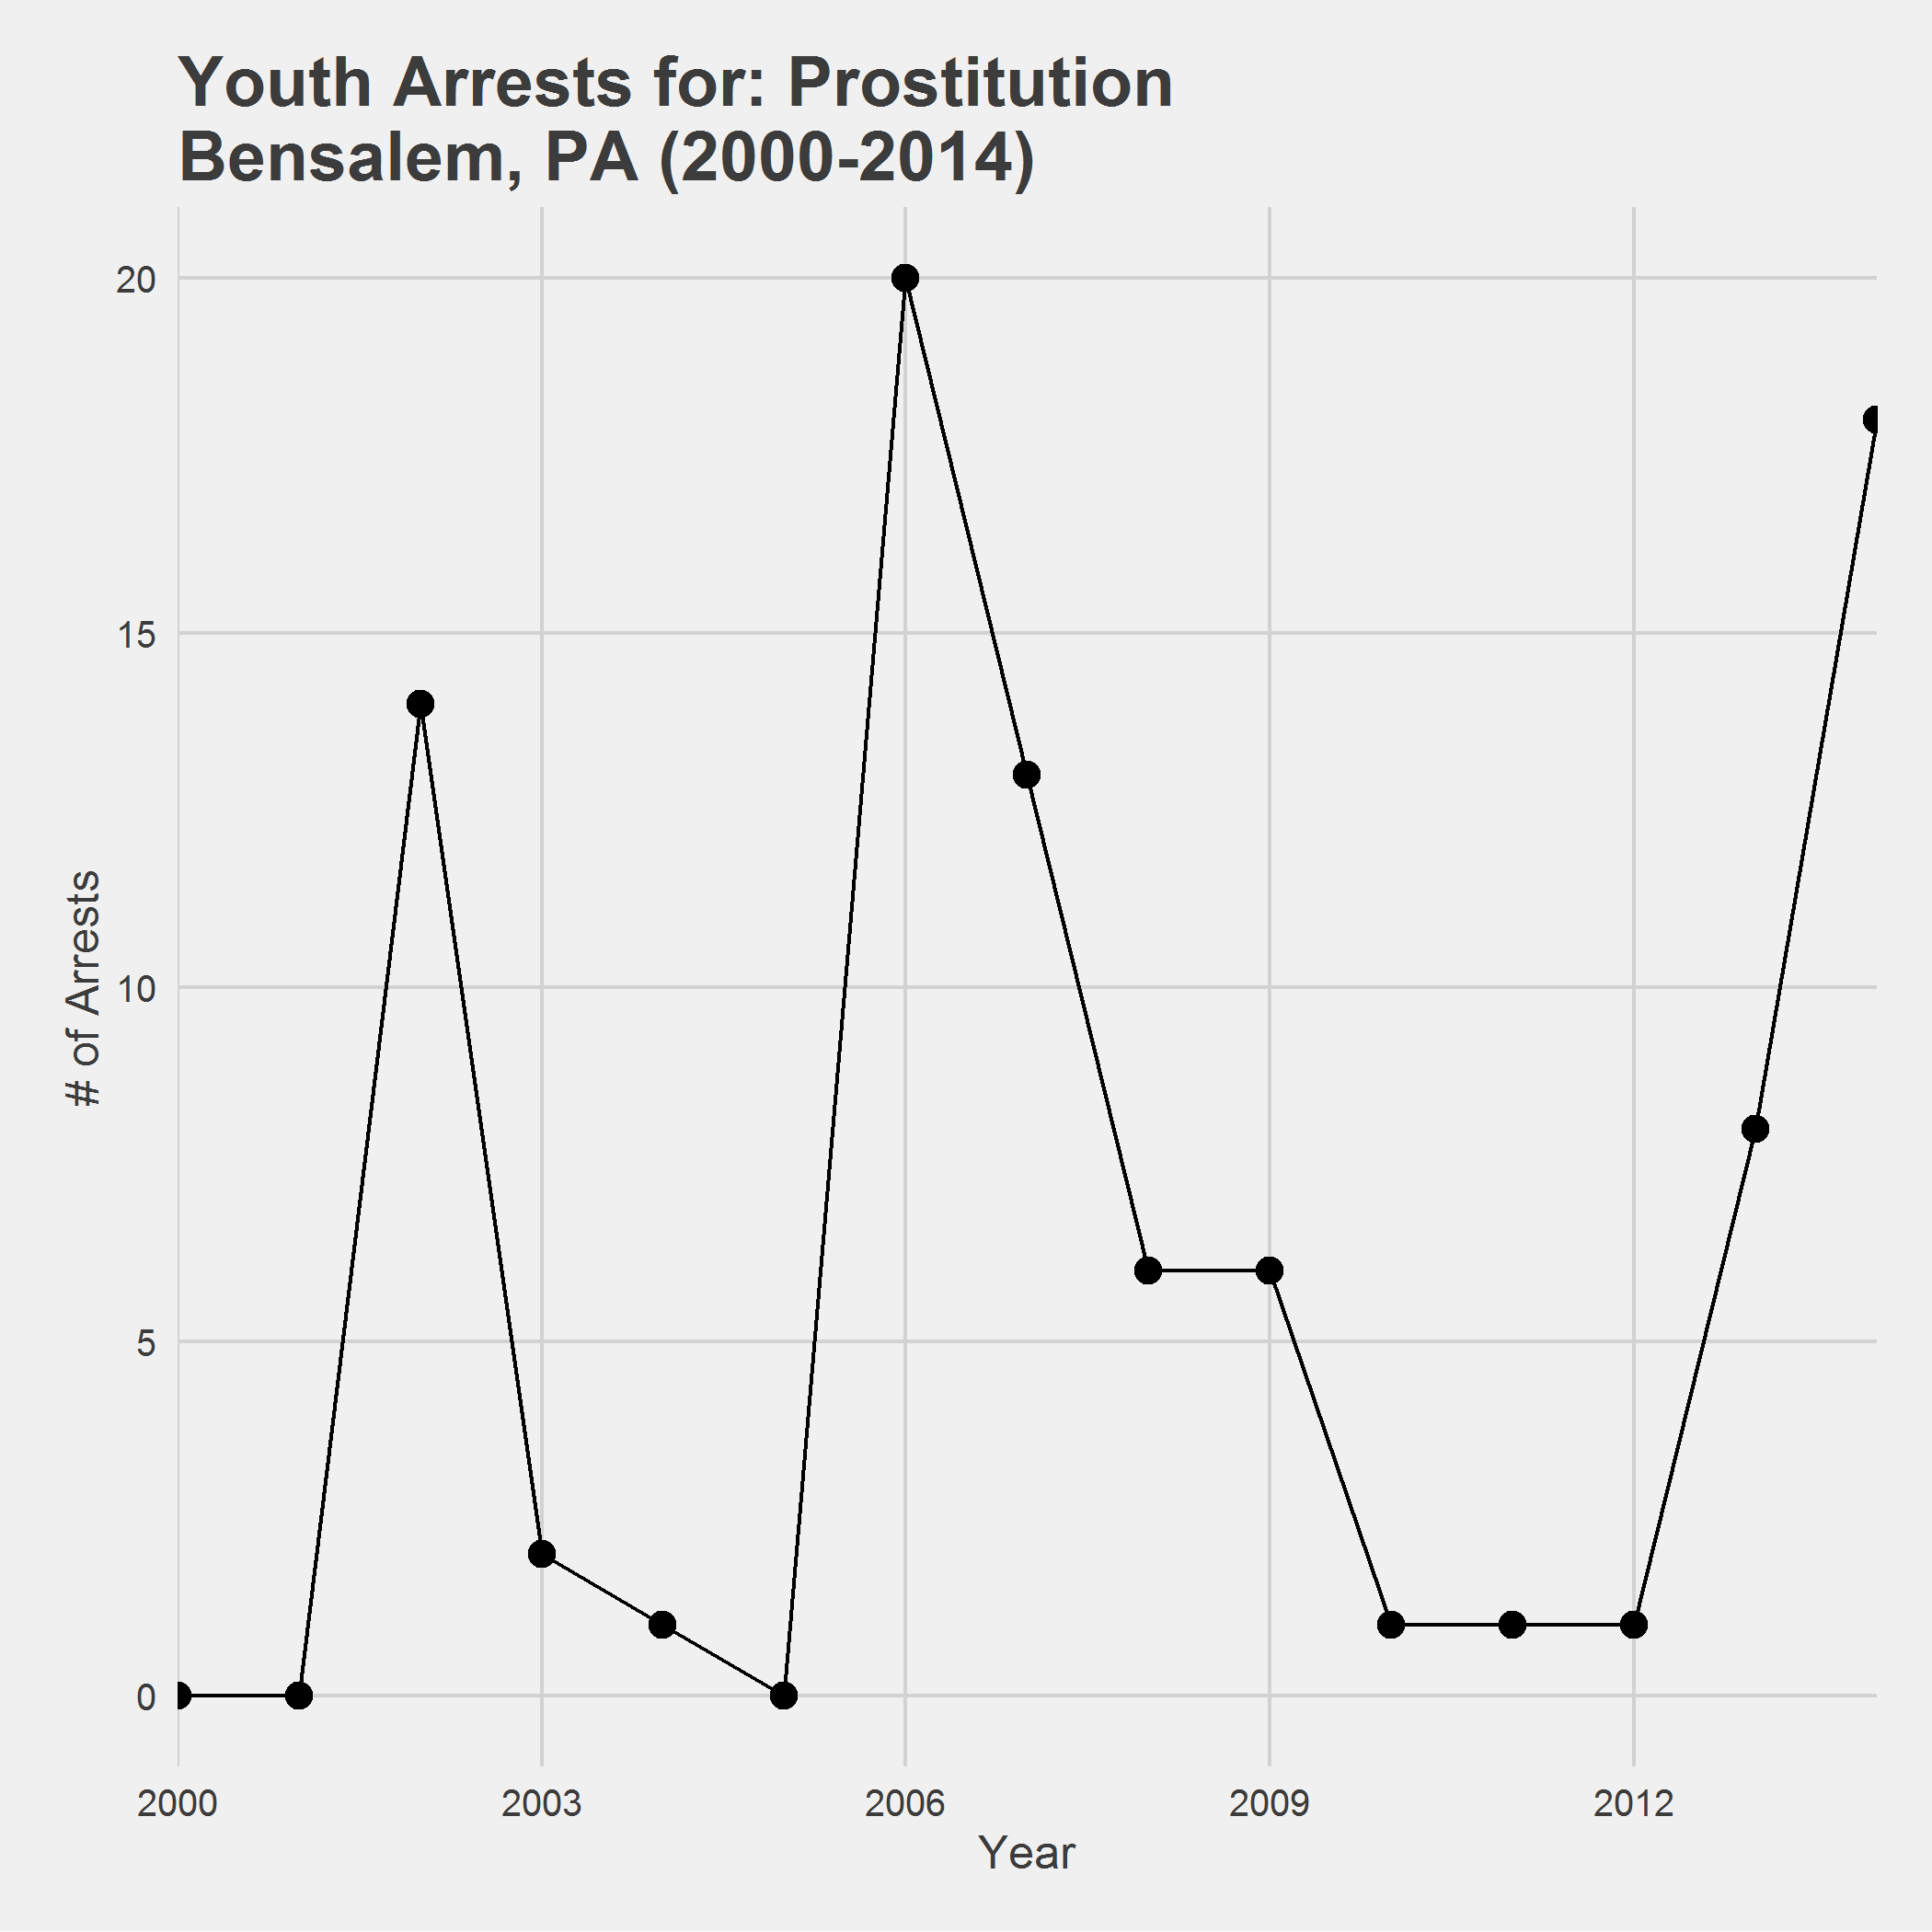 Youth Arrests for: Prostitution
Bensalem, PA (2000-2014)
20
15
10
5
0
# of Arrests
2000 2003 2006 2009 2012
Year